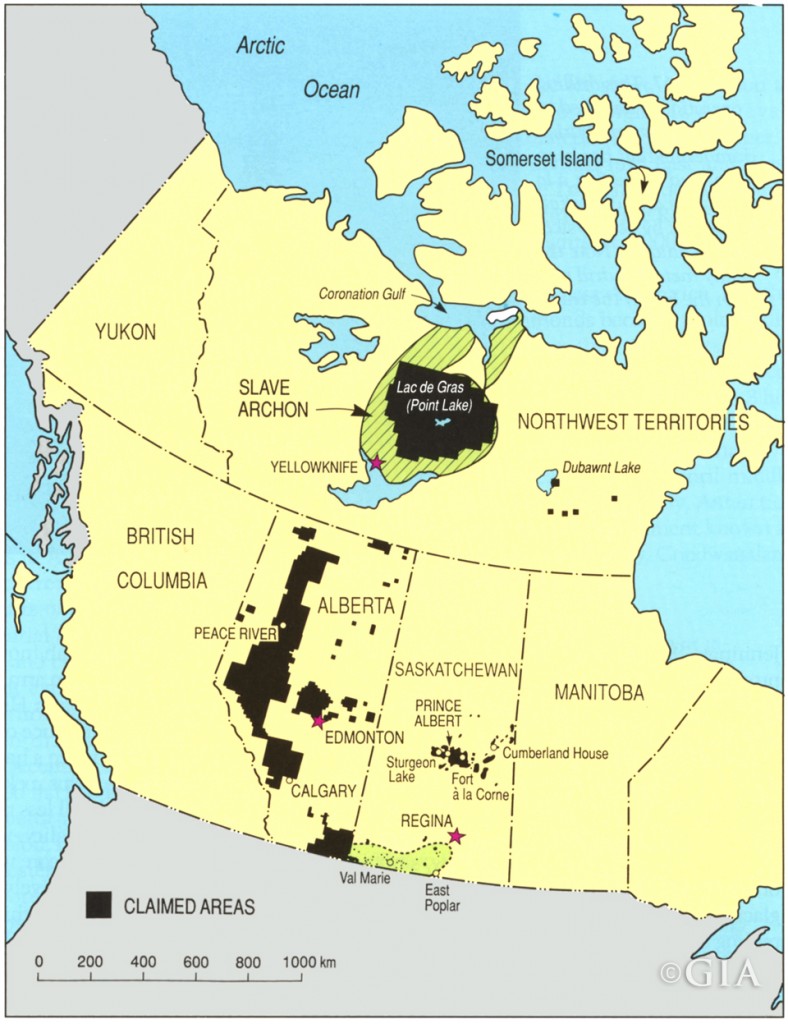 Arctic
Ocean
Somerset Island
Coronation Gulf
YUKON
Lac de Gras
(Point Lake)
SLAVE
ARCHON
NORTHWEST TERRITORIES
YELLOWKNIFE
Dubawnt Lake
BRITISH
COLUMBIA
ALBERTA
PEACE RIVER
SASKATCHEWAN
MANITOBA
PRINCE
ALBERT
EDMONTON
Cumberland House
Sturgeon
Lake
Fort
à la Corne
CALGARY
REGINA
Val Marie
East
Poplar
CLAIMED AREAS
0 200 400 600 800 1000 km
©GIA